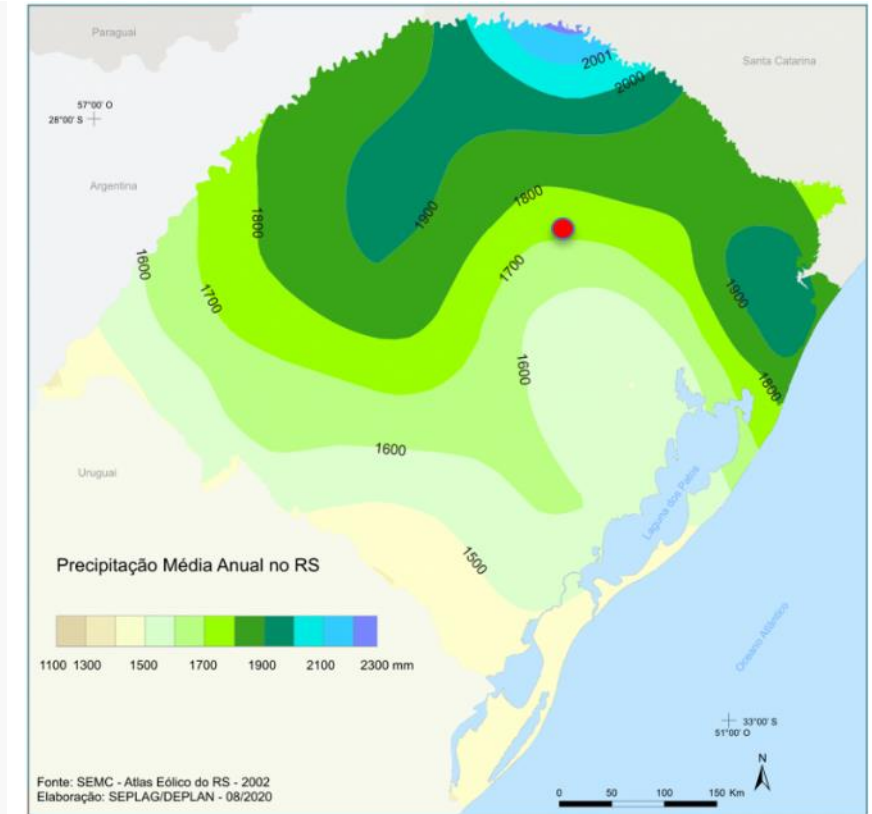 Paraguai
Santa Catarina
57°00' O
28°00' S
Argentina
2001
2000
1900
1800
1800
1700
1600
1700
1900
1800
1600
1600
Uruguai
Laguna dos Patos
1500
Oceano Atlântico
Precipitação Média Anual no RS
1100 1300 1500 1700 1900 2100 2300 mm
33°00' S
51°00' O
N
Fonte: SEMC - Atlas Eólico do RS - 2002
Elaboração: SEPLAG/DEPLAN - 08/2020
0 50 100 150 Km